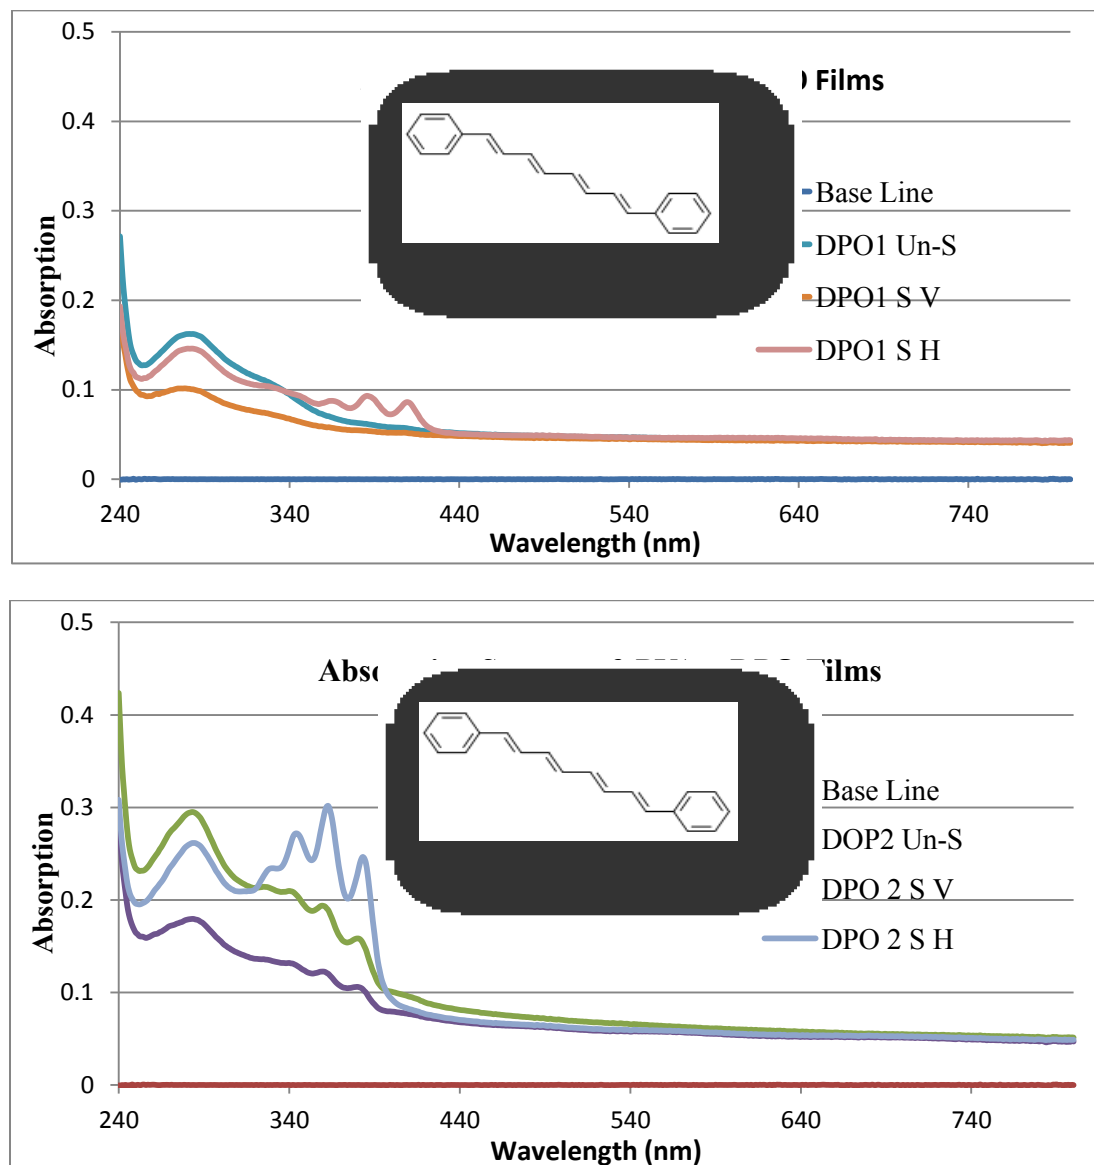 0.5
Films
0.4
0.3
Base Line
DPO1 Un-S
0.2
DPO1 S V
DPO1 S H
0.1
0
Absorption
240 340 440 540 640 740
Wavelength (nm)
0.5
Films
0.4
0.3
Base Line
DOP2 Un-S
0.2
DPO 2 S V
DPO 2 S H
0.1
0
Absorption
240 340 440 540 640 740
Wavelength (nm)